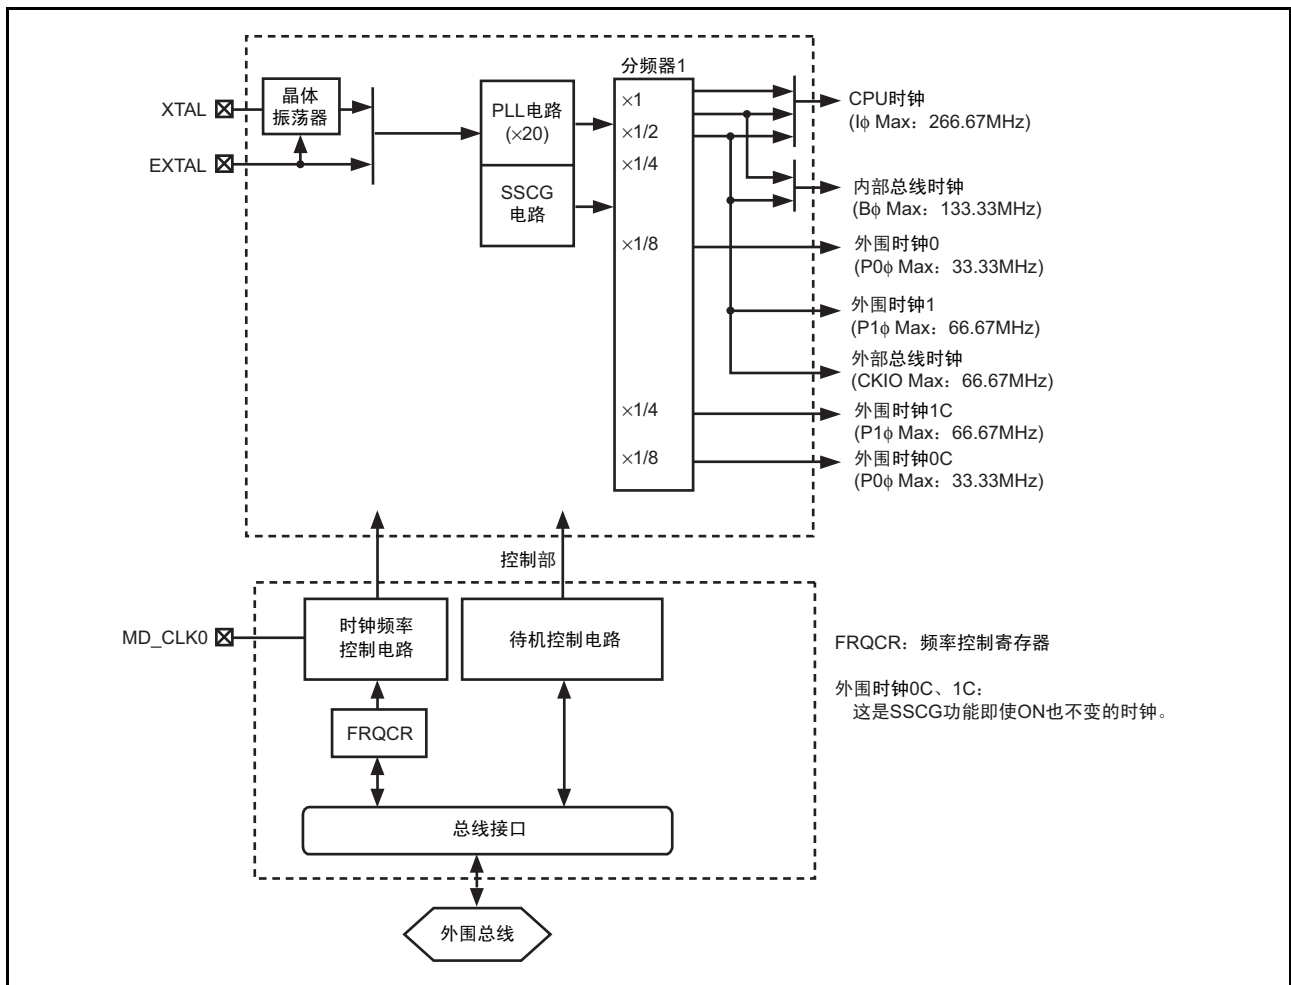 分频器1
XTAL
晶体
振荡器
EXTAL
PLL电路
(×20)
SSCG
电路
×1
×1/2
×1/4
×1/8
×1/4
×1/8
CPU时钟
(Iϕ Max：266.67MHz)
内部总线时钟
(Bϕ Max：133.33MHz)
外围时钟0
(P0ϕ Max：33.33MHz)
外围时钟1
(P1ϕ Max：66.67MHz)
外部总线时钟
(CKIO Max：66.67MHz)
外围时钟1C
(P1ϕ Max：66.67MHz)
外围时钟0C
(P0ϕ Max：33.33MHz)
控制部
MD_CLK0
时钟频率
控制电路
待机控制电路
FRQCR
总线接口
外围总线
FRQCR：频率控制寄存器
外围时钟0C、1C：
这是SSCG功能即使ON也不变的时钟。